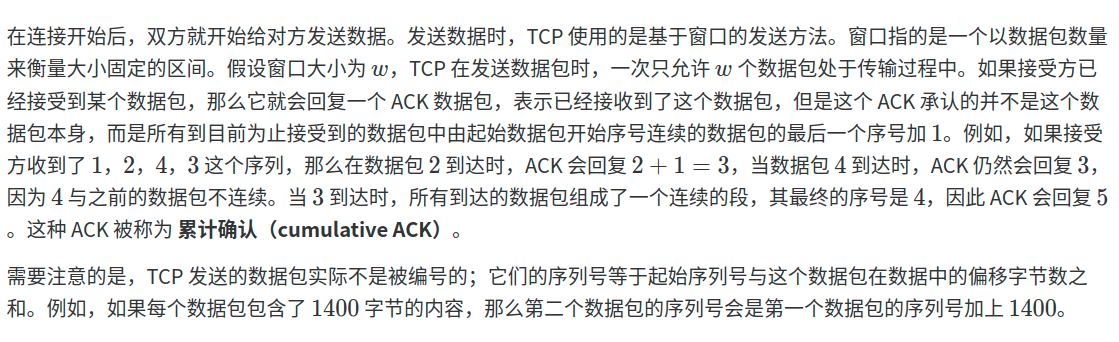 在连接开始后，双方就开始给对方发送数据。发送数据时，TCP 使用的是基于窗口的发送方法。窗口指的是一个以数据包数量
来衡量大小固定的区间。假设窗口大小为 w，TCP 在发送数据包时，一次只允许 w 个数据包处于传输过程中。如果接受方已
经接受到某个数据包，那么它就会回复一个 ACK 数据包，表示已经接收到了这个数据包，但是这个 ACK 承认的并不是这个数
据包本身，而是所有到目前为止接受到的数据包中由起始数据包开始序号连续的数据包的最后一个序号加 1。例如，如果接受
方收到了 1，2，4，3 这个序列，那么在数据包 2 到达时，ACK 会回复 2 + 1 = 3，当数据包 4 到达时，ACK 仍然会回复 3，
因为 4 与之前的数据包不连续。当 3 到达时，所有到达的数据包组成了一个连续的段，其最终的序号是 4，因此 ACK 会回复 5
。这种 ACK 被称为 累计确认（cumulative ACK）。
需要注意的是，TCP 发送的数据包实际不是被编号的；它们的序列号等于起始序列号与这个数据包在数据中的偏移字节数之
和。例如，如果每个数据包包含了 1400 字节的内容，那么第二个数据包的序列号会是第一个数据包的序列号加上 1400。